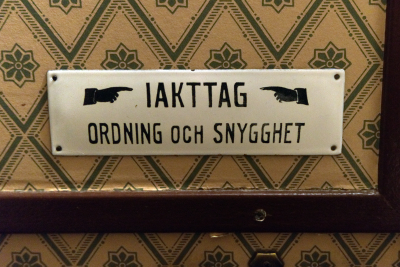 IAKTTAG
ORDNING OCH SNYGGHET